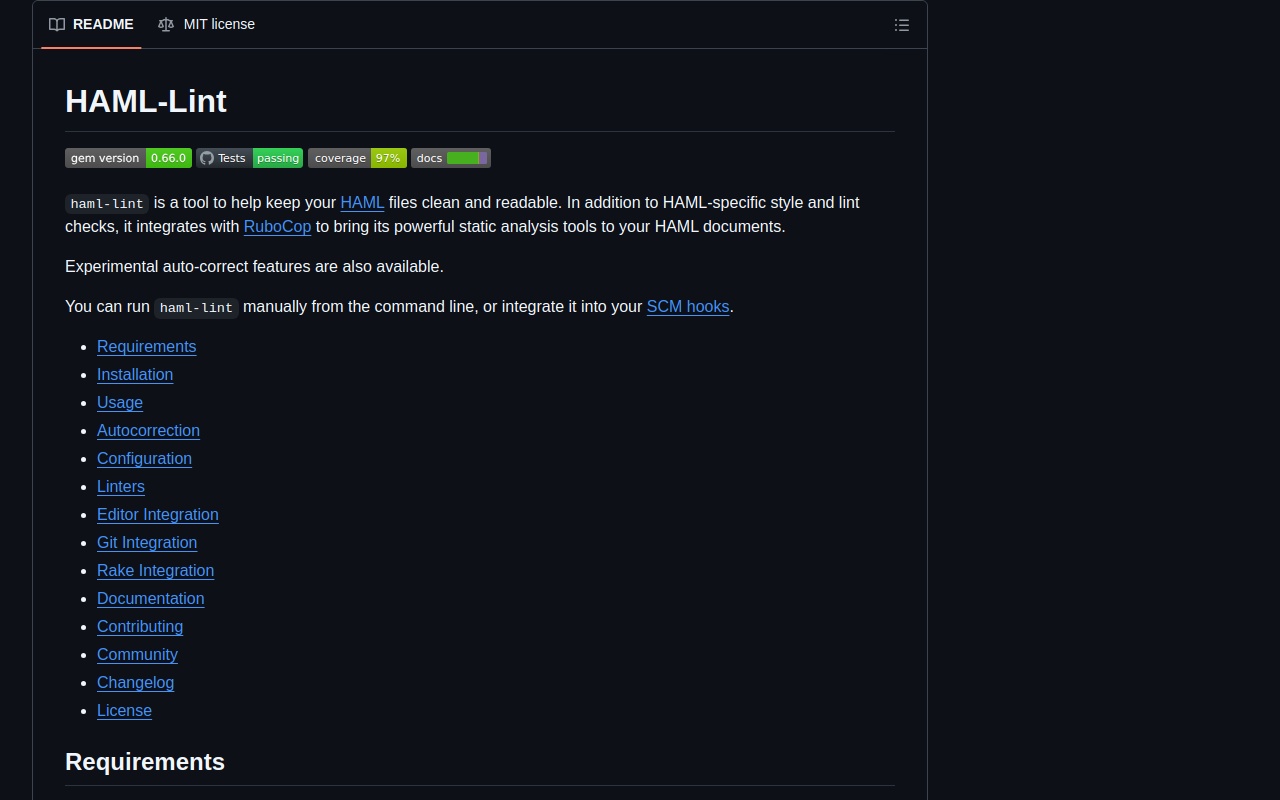 README MIT license
HAML-Lint
gem version 0.66.0 Tests passing coverage 97% docs
haml-lint is a tool to help keep your HAML files clean and readable. In addition to HAML-specific style and lint
checks, it integrates with RuboCop to bring its powerful static analysis tools to your HAML documents.
Experimental auto-correct features are also available.
You can run haml-lint manually from the command line, or integrate it into your SCM hooks.
Requirements
Installation
Usage
Autocorrection
Configuration
Linters
Editor Integration
Git Integration
Rake Integration
Documentation
Contributing
Community
Changelog
License
Requirements